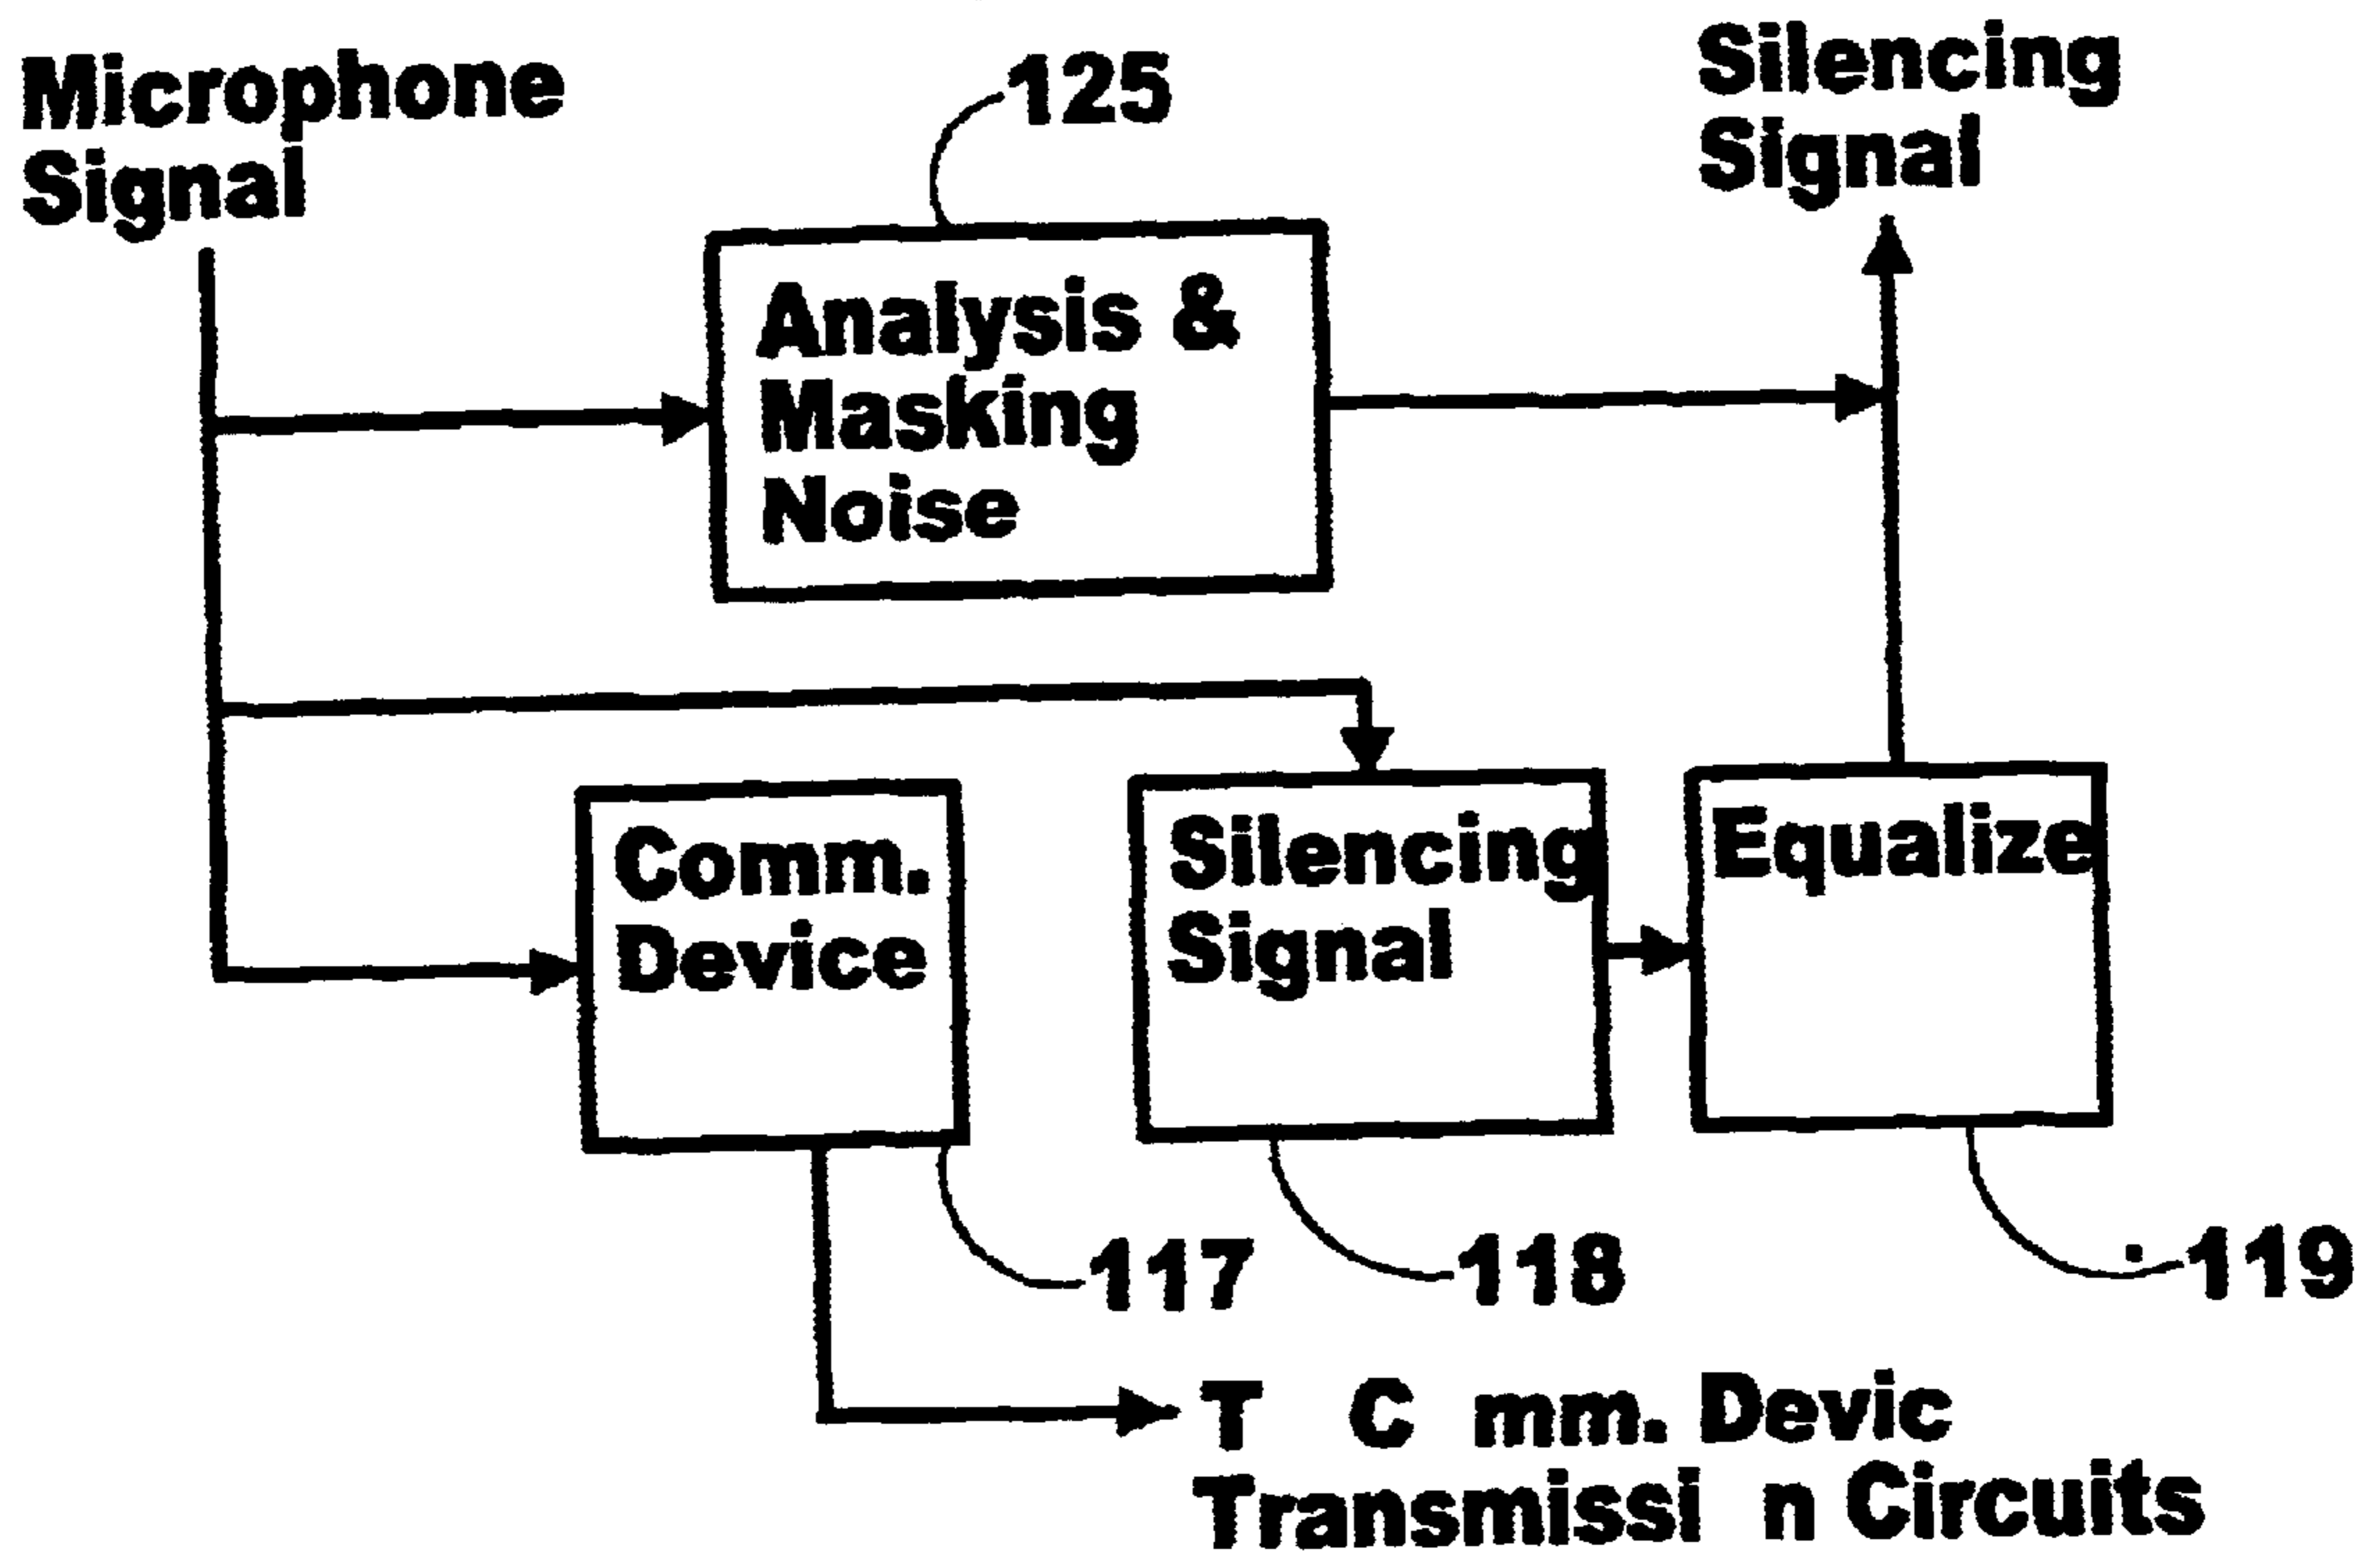 Microphone
Signal
125
Silencing
Signal
Analysis &
Masking
Noise
Comm.
Device
Silencing
Signal
Equalize
117
118
119
T C mm. Devic
Transmissi n Circuits